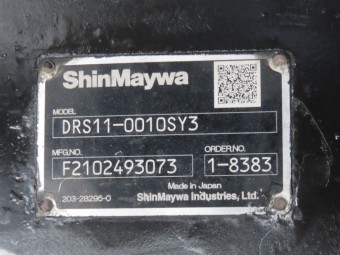 ShinMaywa
MODEL
DRS11-0010SY3
MFG.NO. ORDER.NO.
F2102493073 1-8383
Made in Japan
203-28295-0 ShinMaywa Industries, Ltd.